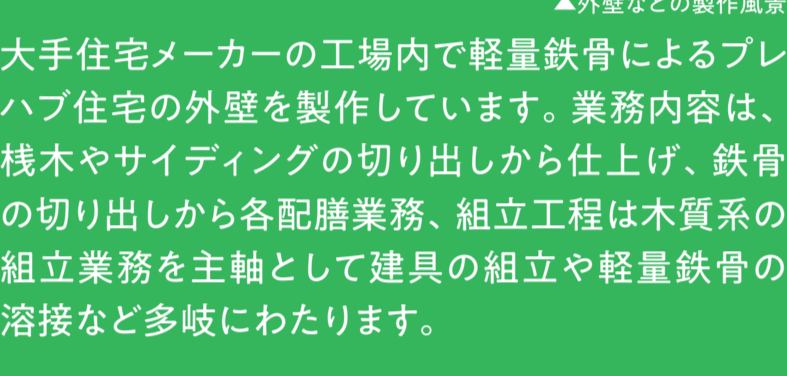 ▲外壁などの製作風景
大手住宅メーカーの工場内で軽量鉄骨によるプレ
ハブ住宅の外壁を製作しています。業務内容は、
桟木やサイディングの切り出しから仕上げ、鉄骨
の切り出しから各配膳業務、組立工程は木質系の
組立業務を主軸として建具の組立や軽量鉄骨の
溶接など多岐にわたります。